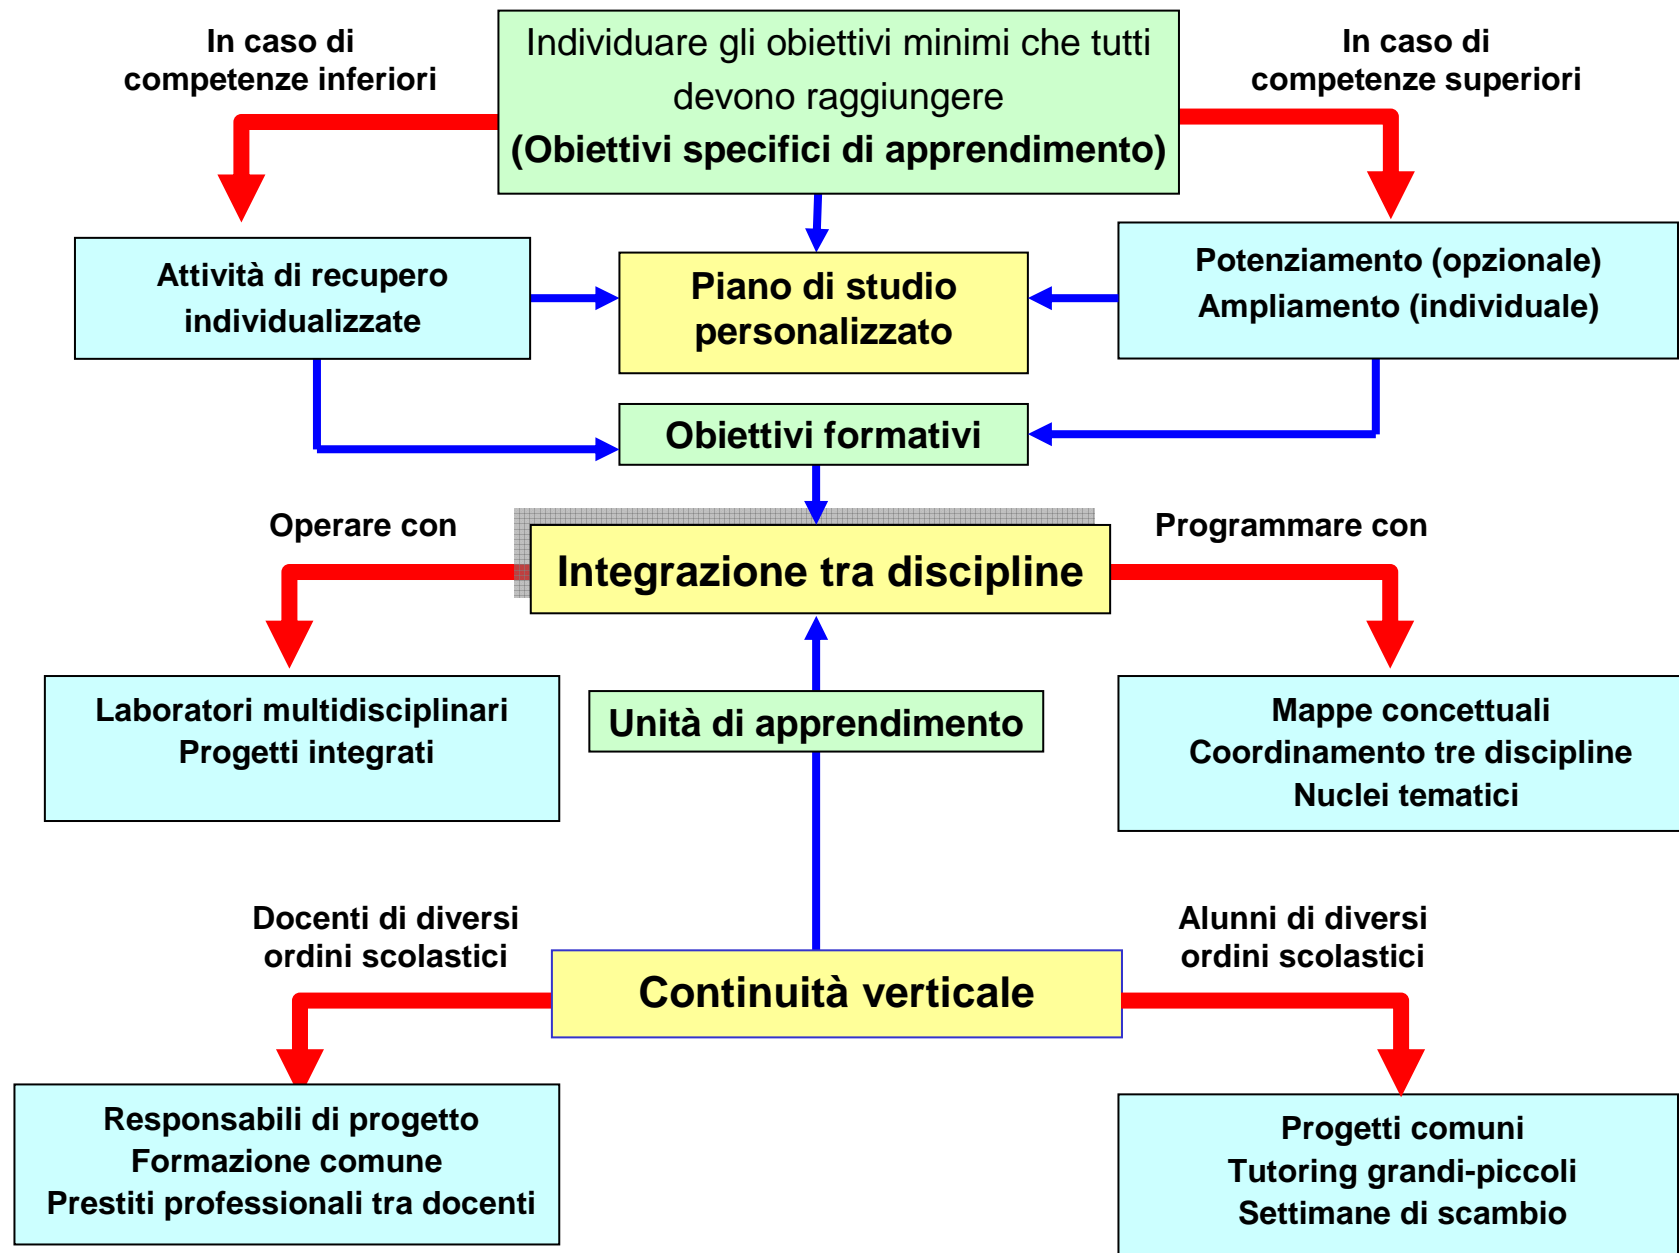 In caso di
competenze inferiori
Individuare gli obiettivi minimi che tutti
devono raggiungere
(Obiettivi specifici di apprendimento)
In caso di
competenze superiori
Attività di recupero
individualizzate
Piano di studio
personalizzato
Potenziamento (opzionale)
Ampliamento (individuale)
Obiettivi formativi
Operare con
Integrazione tra discipline
Programmare con
Laboratori multidisciplinari
Progetti integrati
Unità di apprendimento
Mappe concettuali
Coordinamento tre discipline
Nuclei tematici
Docenti di diversi
ordini scolastici
Continuità verticale
Alunni di diversi
ordini scolastici
Responsabili di progetto
Formazione comune
Prestiti professionali tra docenti
Progetti comuni
Tutoring grandi-piccoli
Settimane di scambio